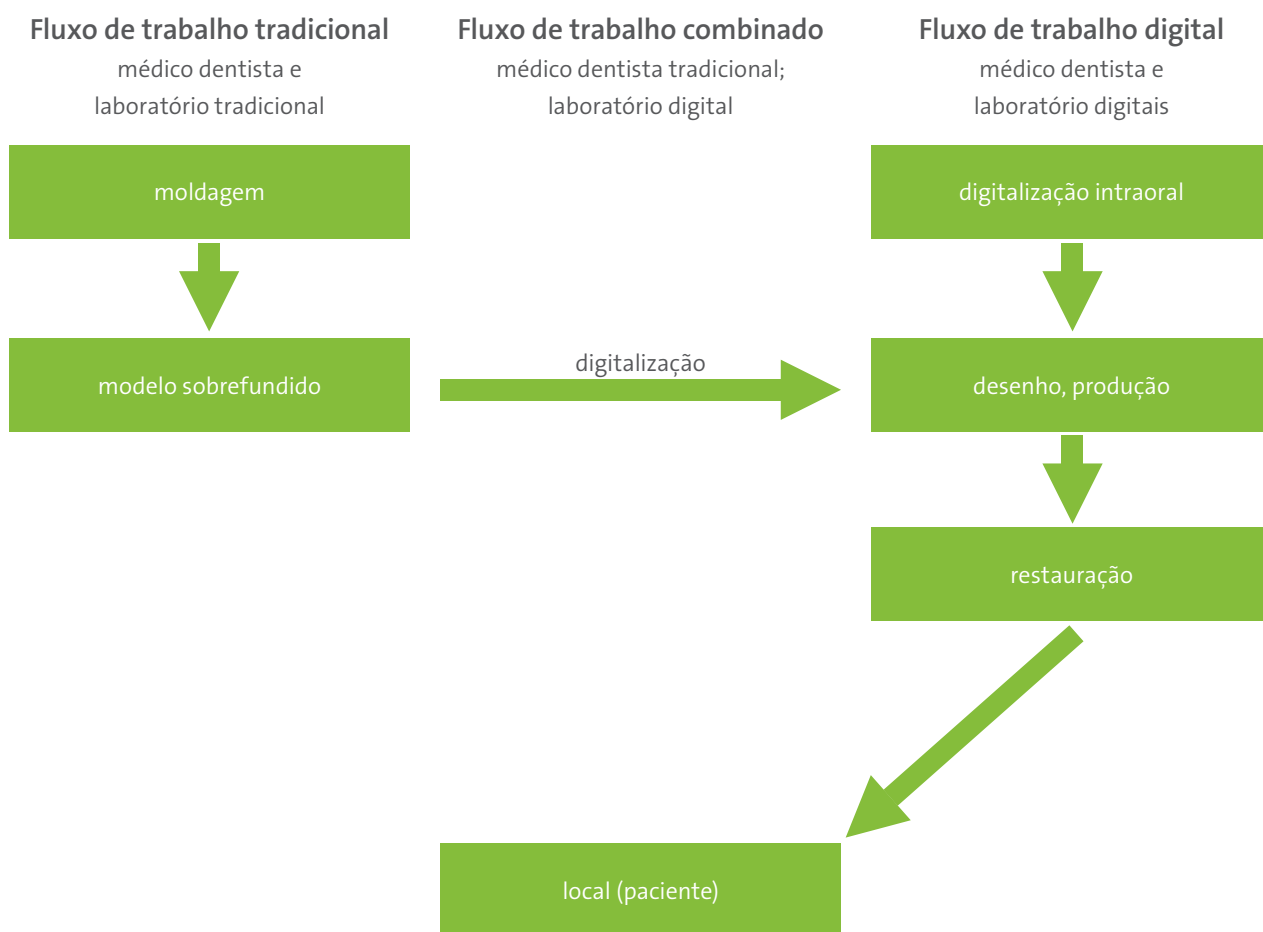 Fluxo de trabalho tradicional
médico dentista e
laboratório tradicional
Fluxo de trabalho combinado
médico dentista tradicional;
laboratório digital
Fluxo de trabalho digital
médico dentista e
laboratório digitais
moldagem
digitalização intraoral
modelo sobrefundido
digitalização
desenho, produção
restauração
local (paciente)